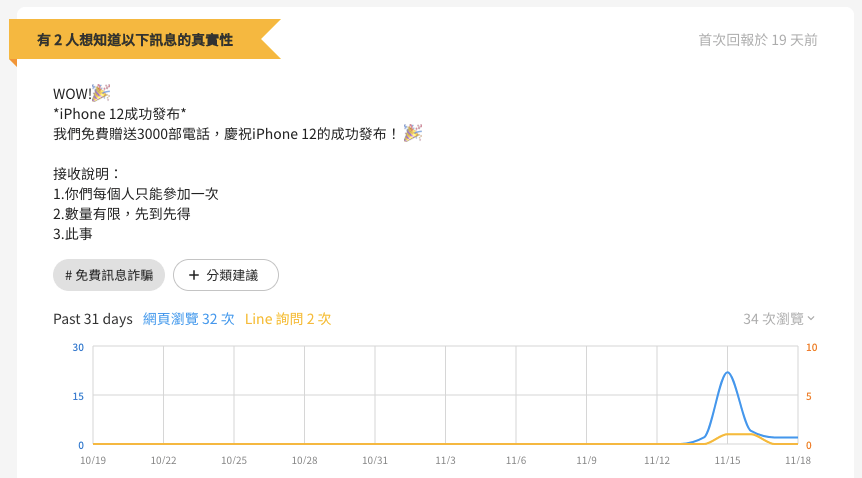 有 2 人想知道以下訊息的真實性
首次回報於 19 天前
WOW!🎉
*iPhone 12成功發布*
我們免費贈送3000部電話，慶祝iPhone 12的成功發布！🎉
接收說明：
1.你們每個人只能參加一次
2.數量有限，先到先得
3.此事
# 免費訊息詐騙
+ 分類建議
Past 31 days 網頁瀏覽 32 次 Line 詢問 2 次
34 次瀏覽
30 10
15 5
0 0
10/19 10/22 10/25 10/28 10/31 11/3 11/6 11/9 11/12 11/15 11/18